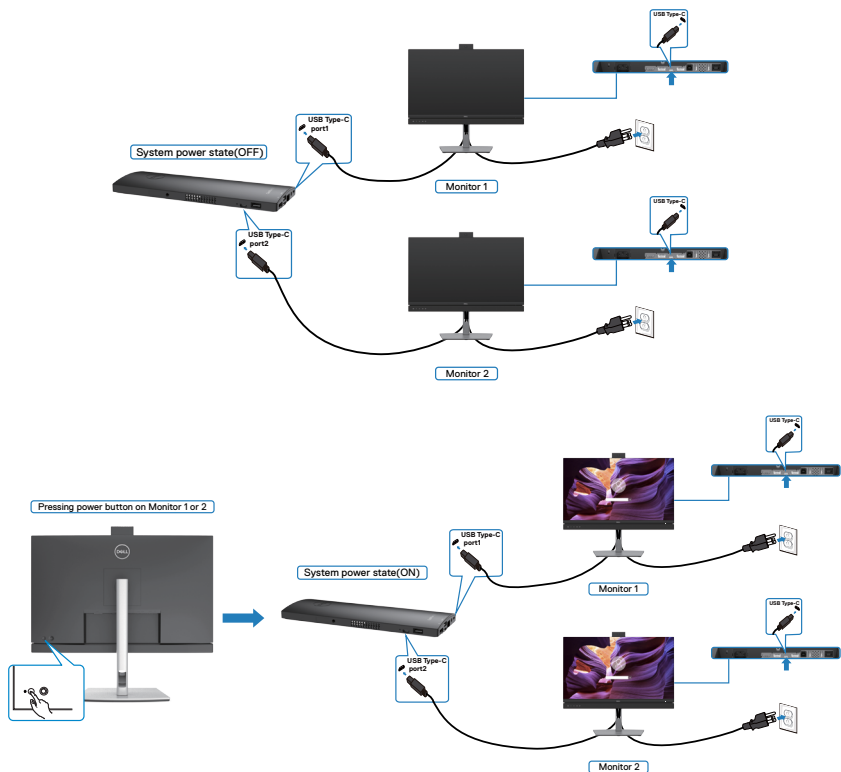 USB Type-C
USB Type-C
port1
System power state(OFF)
Monitor 1
USB Type-C
USB Type-C
port2
Monitor 2
USB Type-C
Pressing power button on Monitor 1 or 2
USB Type-C
port1
DELL
System power state(ON)
Monitor 1
USB Type-C
USB Type-C
port2
Monitor 2